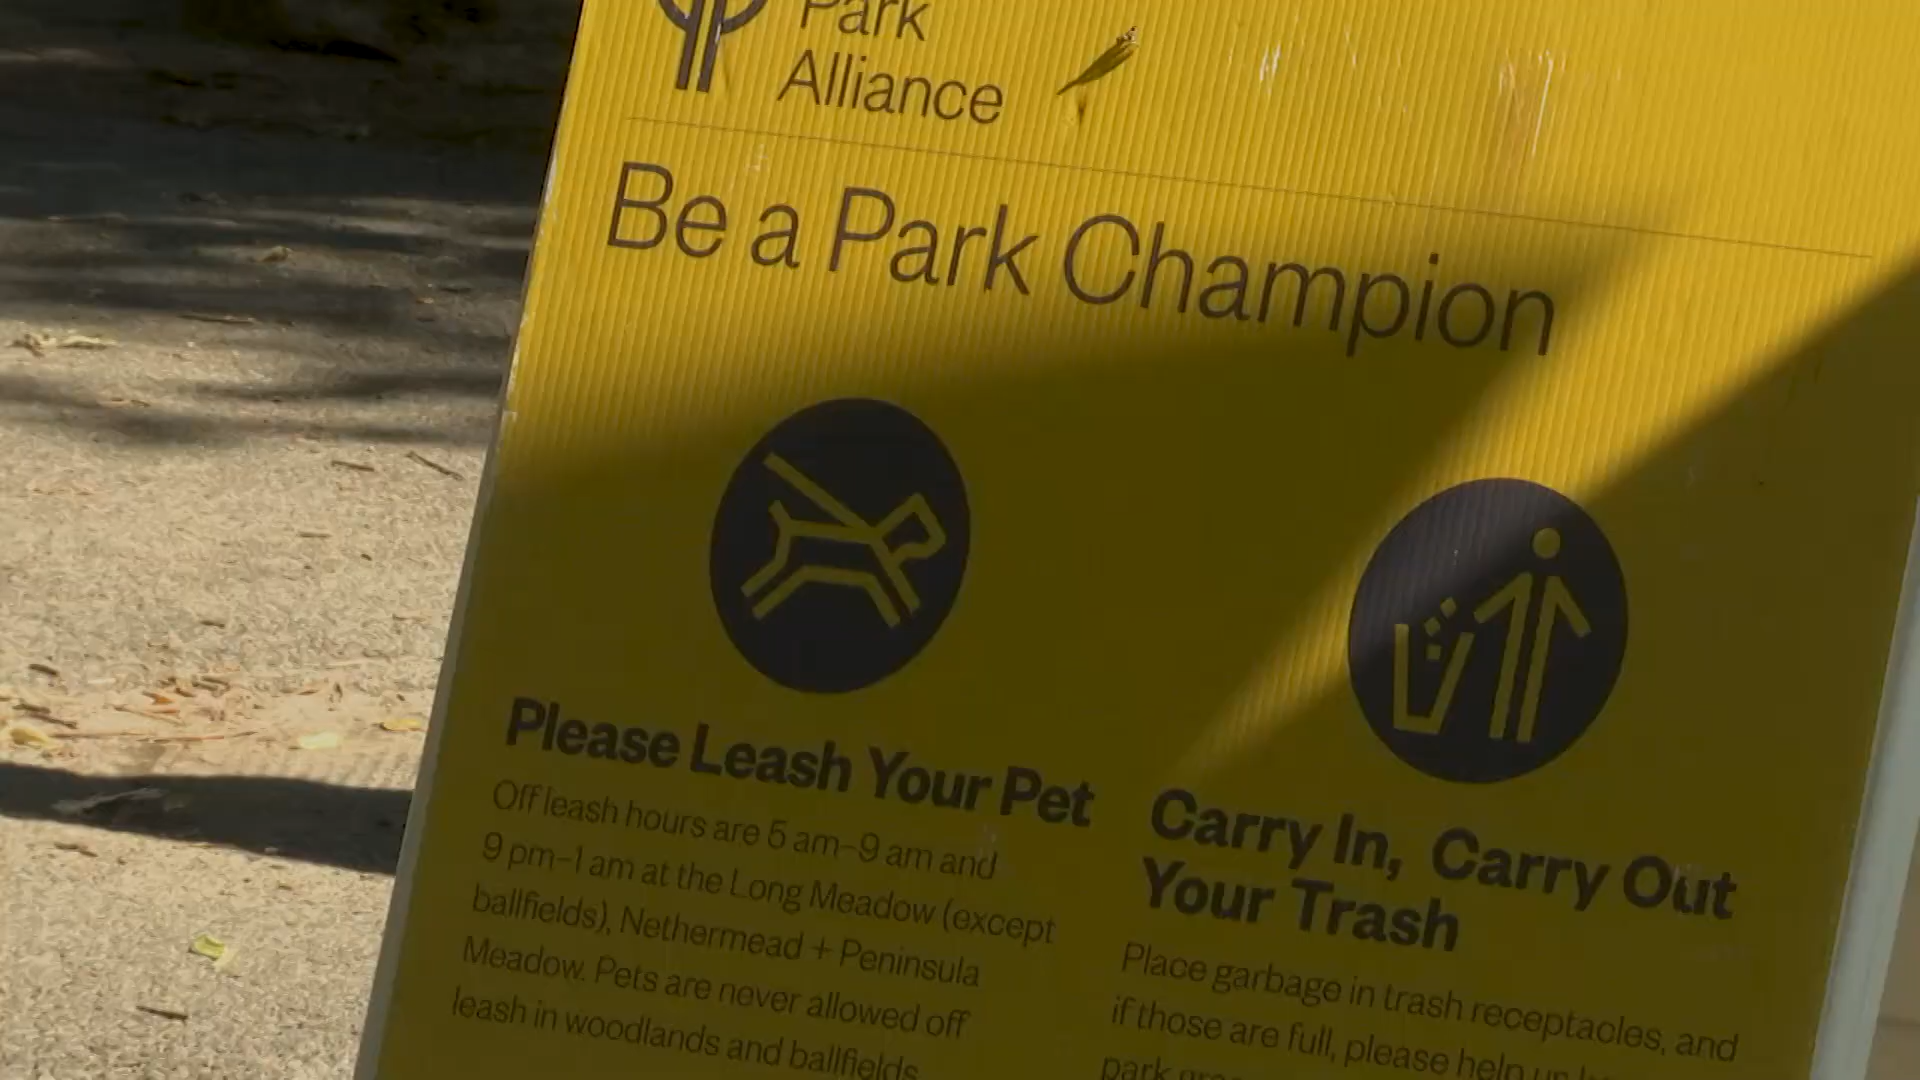 Park
Alliance
Be a Park Champion
Please Leash Your Pet
Off leash hours are 5 am–9 am and
9 pm–1 am at the Long Meadow (except
ballfields), Nethermead + Peninsula
Meadow. Pets are never allowed off
leash in woodlands and ballfields
Carry In, Carry Out
Your Trash
Place garbage in trash receptacles, and
if those are full, please help us
park